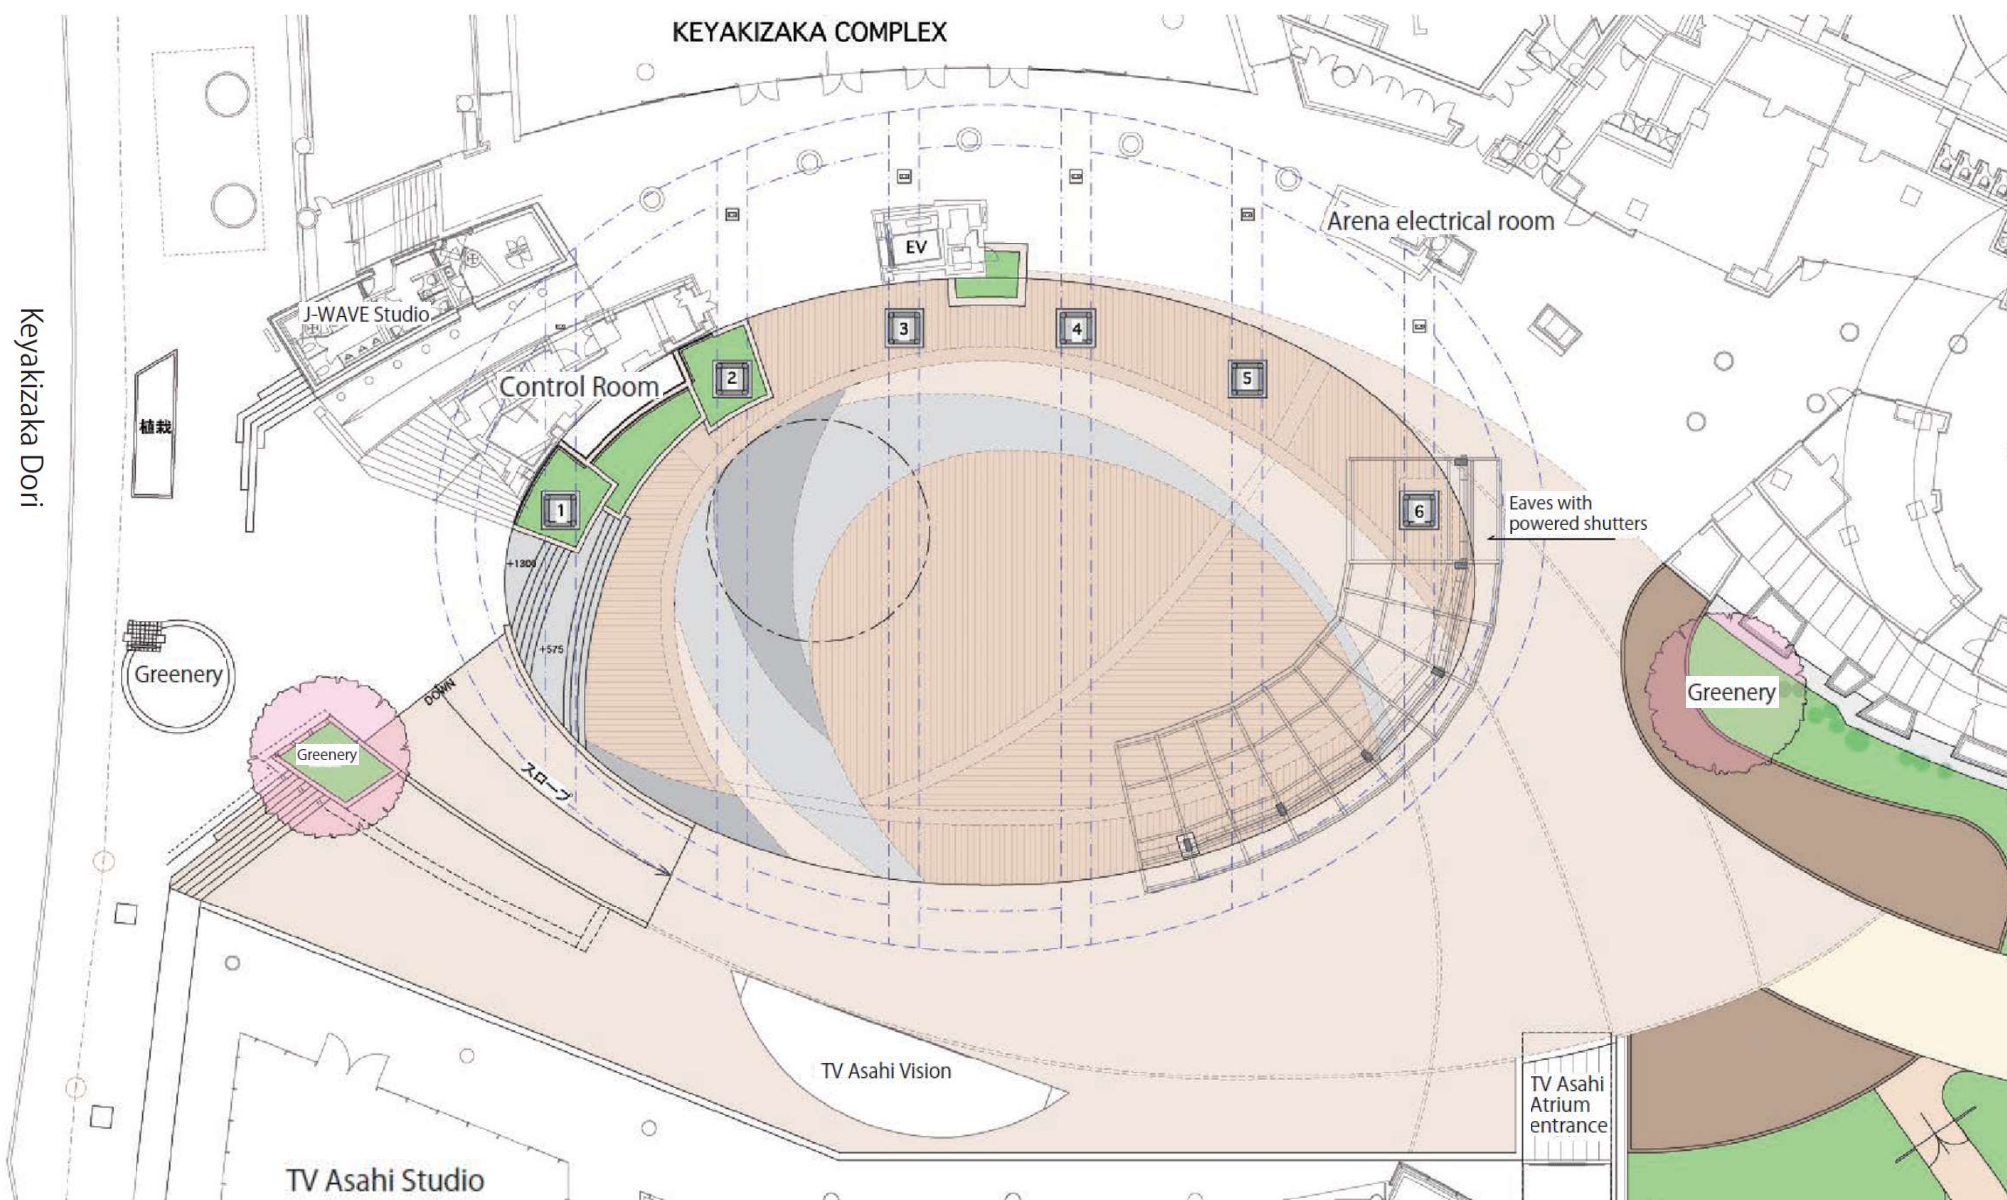 KEYAKIZAKA COMPLEX
Arena electrical room
EV
J-WAVE Studio
Keyakizaka Dori
Control Room
植栽
1
2
3
4
5
6
Eaves with
powered shutters
+1300
+575
Greenery
DOWN
スロープ
Greenery
Greenery
TV Asahi Vision
TV Asahi
Atrium
entrance
TV Asahi Studio